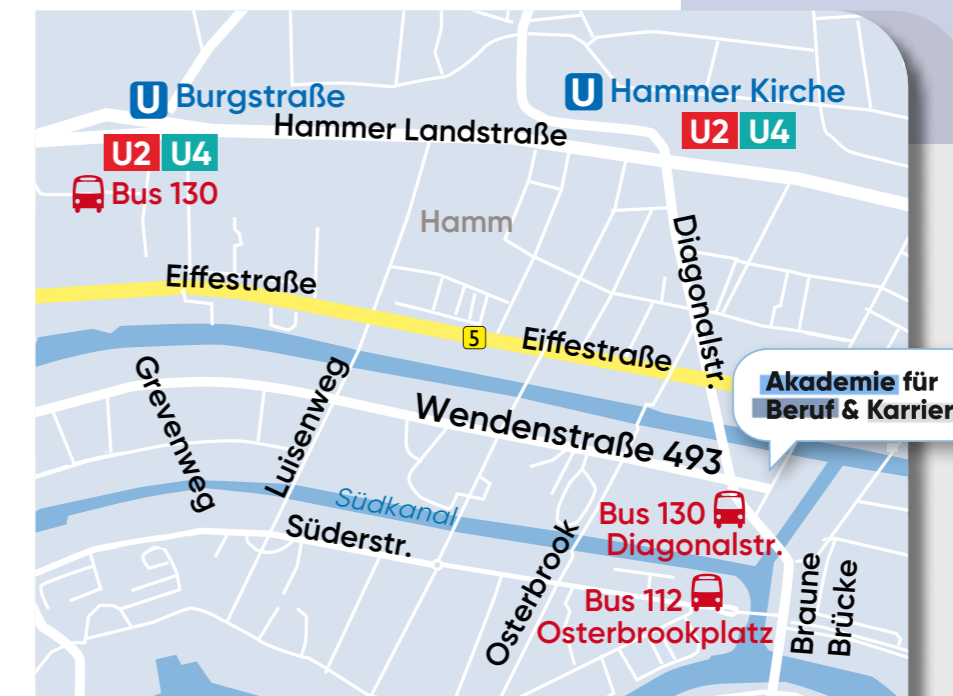 U Burgstraße
U Hammer Kirche
U2 U4
Hammer Landstraße
U2 U4
Bus 130
Hamm
Diagonalstr.
Eiffestraße
5
Eiffestraße
Akademie für
Beruf & Karrier
Grevenweg
Luisenweg
Wendenstraße 493
Südkanal
Süderstr.
Bus 130
Diagonalstr.
Osterbrook
Bus 112
Osterbrookplatz
Braune
Brücke